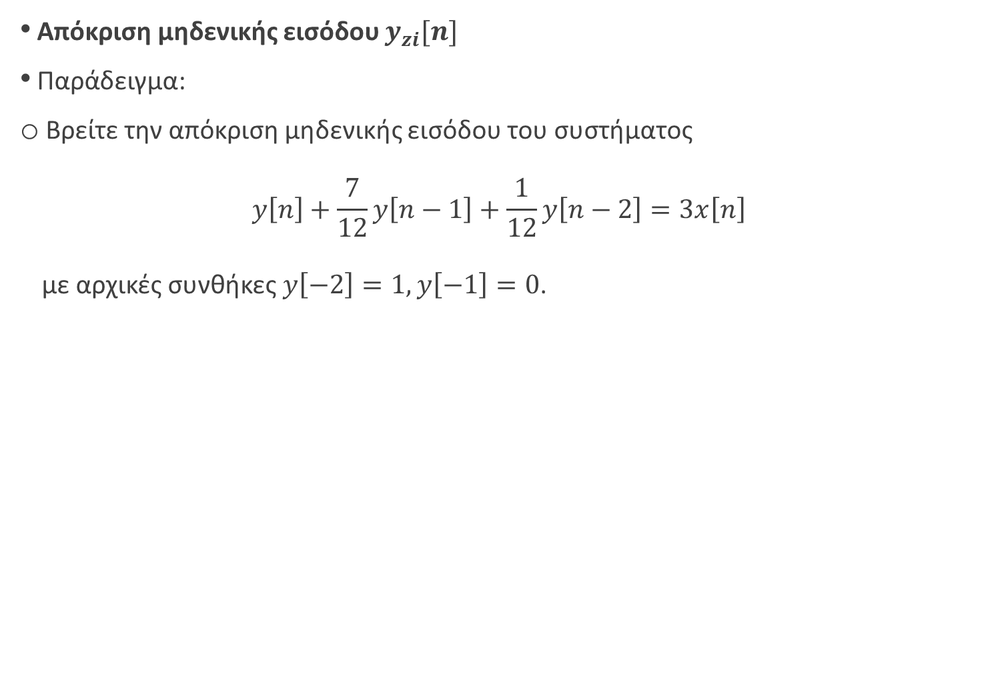 • Απόκριση μηδενικής εισόδου y_{zi}[n]
• Παράδειγμα:
○ Βρείτε την απόκριση μηδενικής εισόδου του συστήματος
y[n] + \frac{7}{12} y[n − 1] + \frac{1}{12} y[n − 2] = 3x[n]
με αρχικές συνθήκες y[−2] = 1, y[−1] = 0.